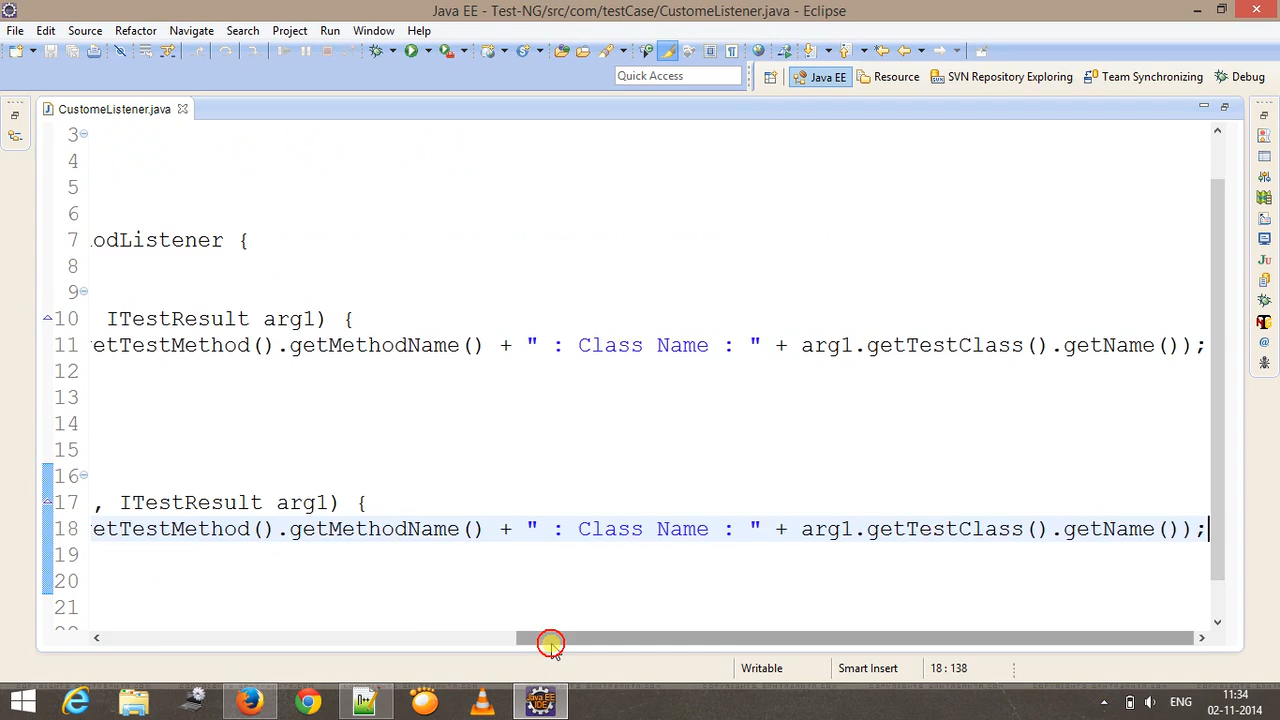 Java EE - Test-NG/src/com/testCase/CustomeListener.java - Eclipse
File Edit Source Refactor Navigate Search Project Run Window Help
Quick Access
Java EE Resource SVN Repository Exploring Team Synchronizing Debug
CustomeListener.java
3
4
5
6
7 odListener {
8
9
10 ITestResult arg1) {
11 etTestMethod().getMethodName() + " : Class Name : " + arg1.getTestClass().getName());
12
13
14
15
16
17 , ITestResult arg1) {
18 etTestMethod().getMethodName() + " : Class Name : " + arg1.getTestClass().getName());
19
20
21
Writable Smart Insert 18 : 138
ENG
11:34
02-11-2014